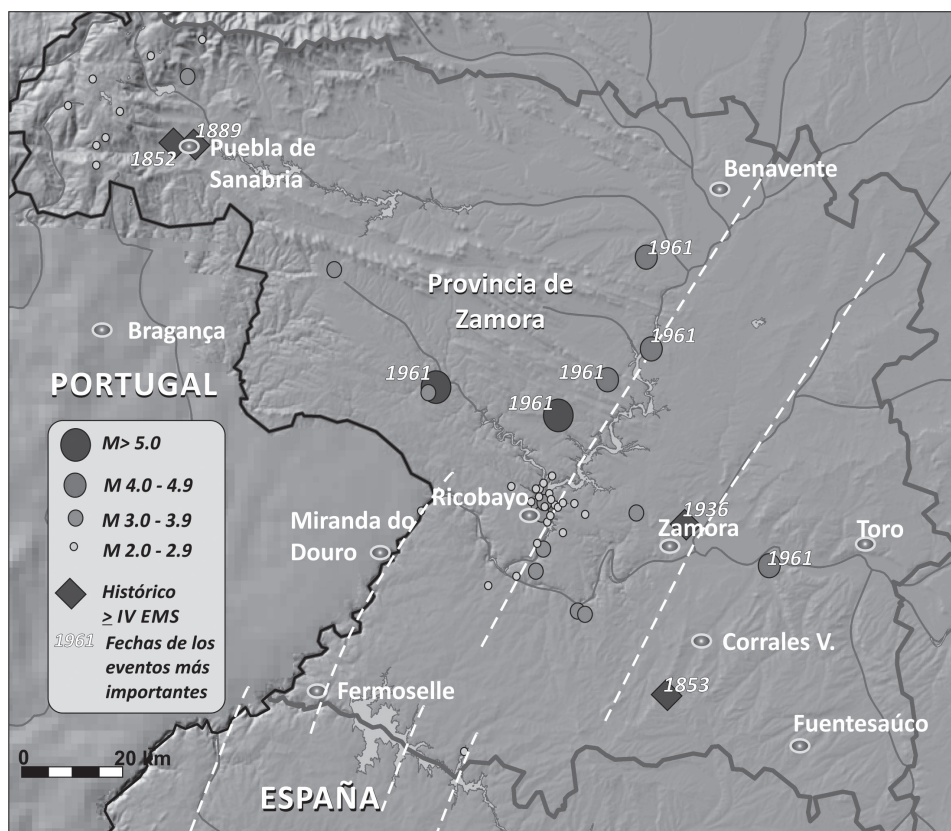 1889
1852
Puebla de
Sanabria
Benavente
1961
Provincia de
Zamora
1961
Bragança
1961
1961
1961
PORTUGAL
M> 5.0
M 4.0 - 4.9
M 3.0 - 3.9
M 2.0 - 2.9
Histórico
≥ IV EMS
1961 Fechas de los
eventos más
importantes
Ricobayo
Miranda do
Douro
1936
Zamora
Toro
1961
Corrales V.
1853
Fermoselle
Fuentesaúco
0 20 km
ESPAÑA